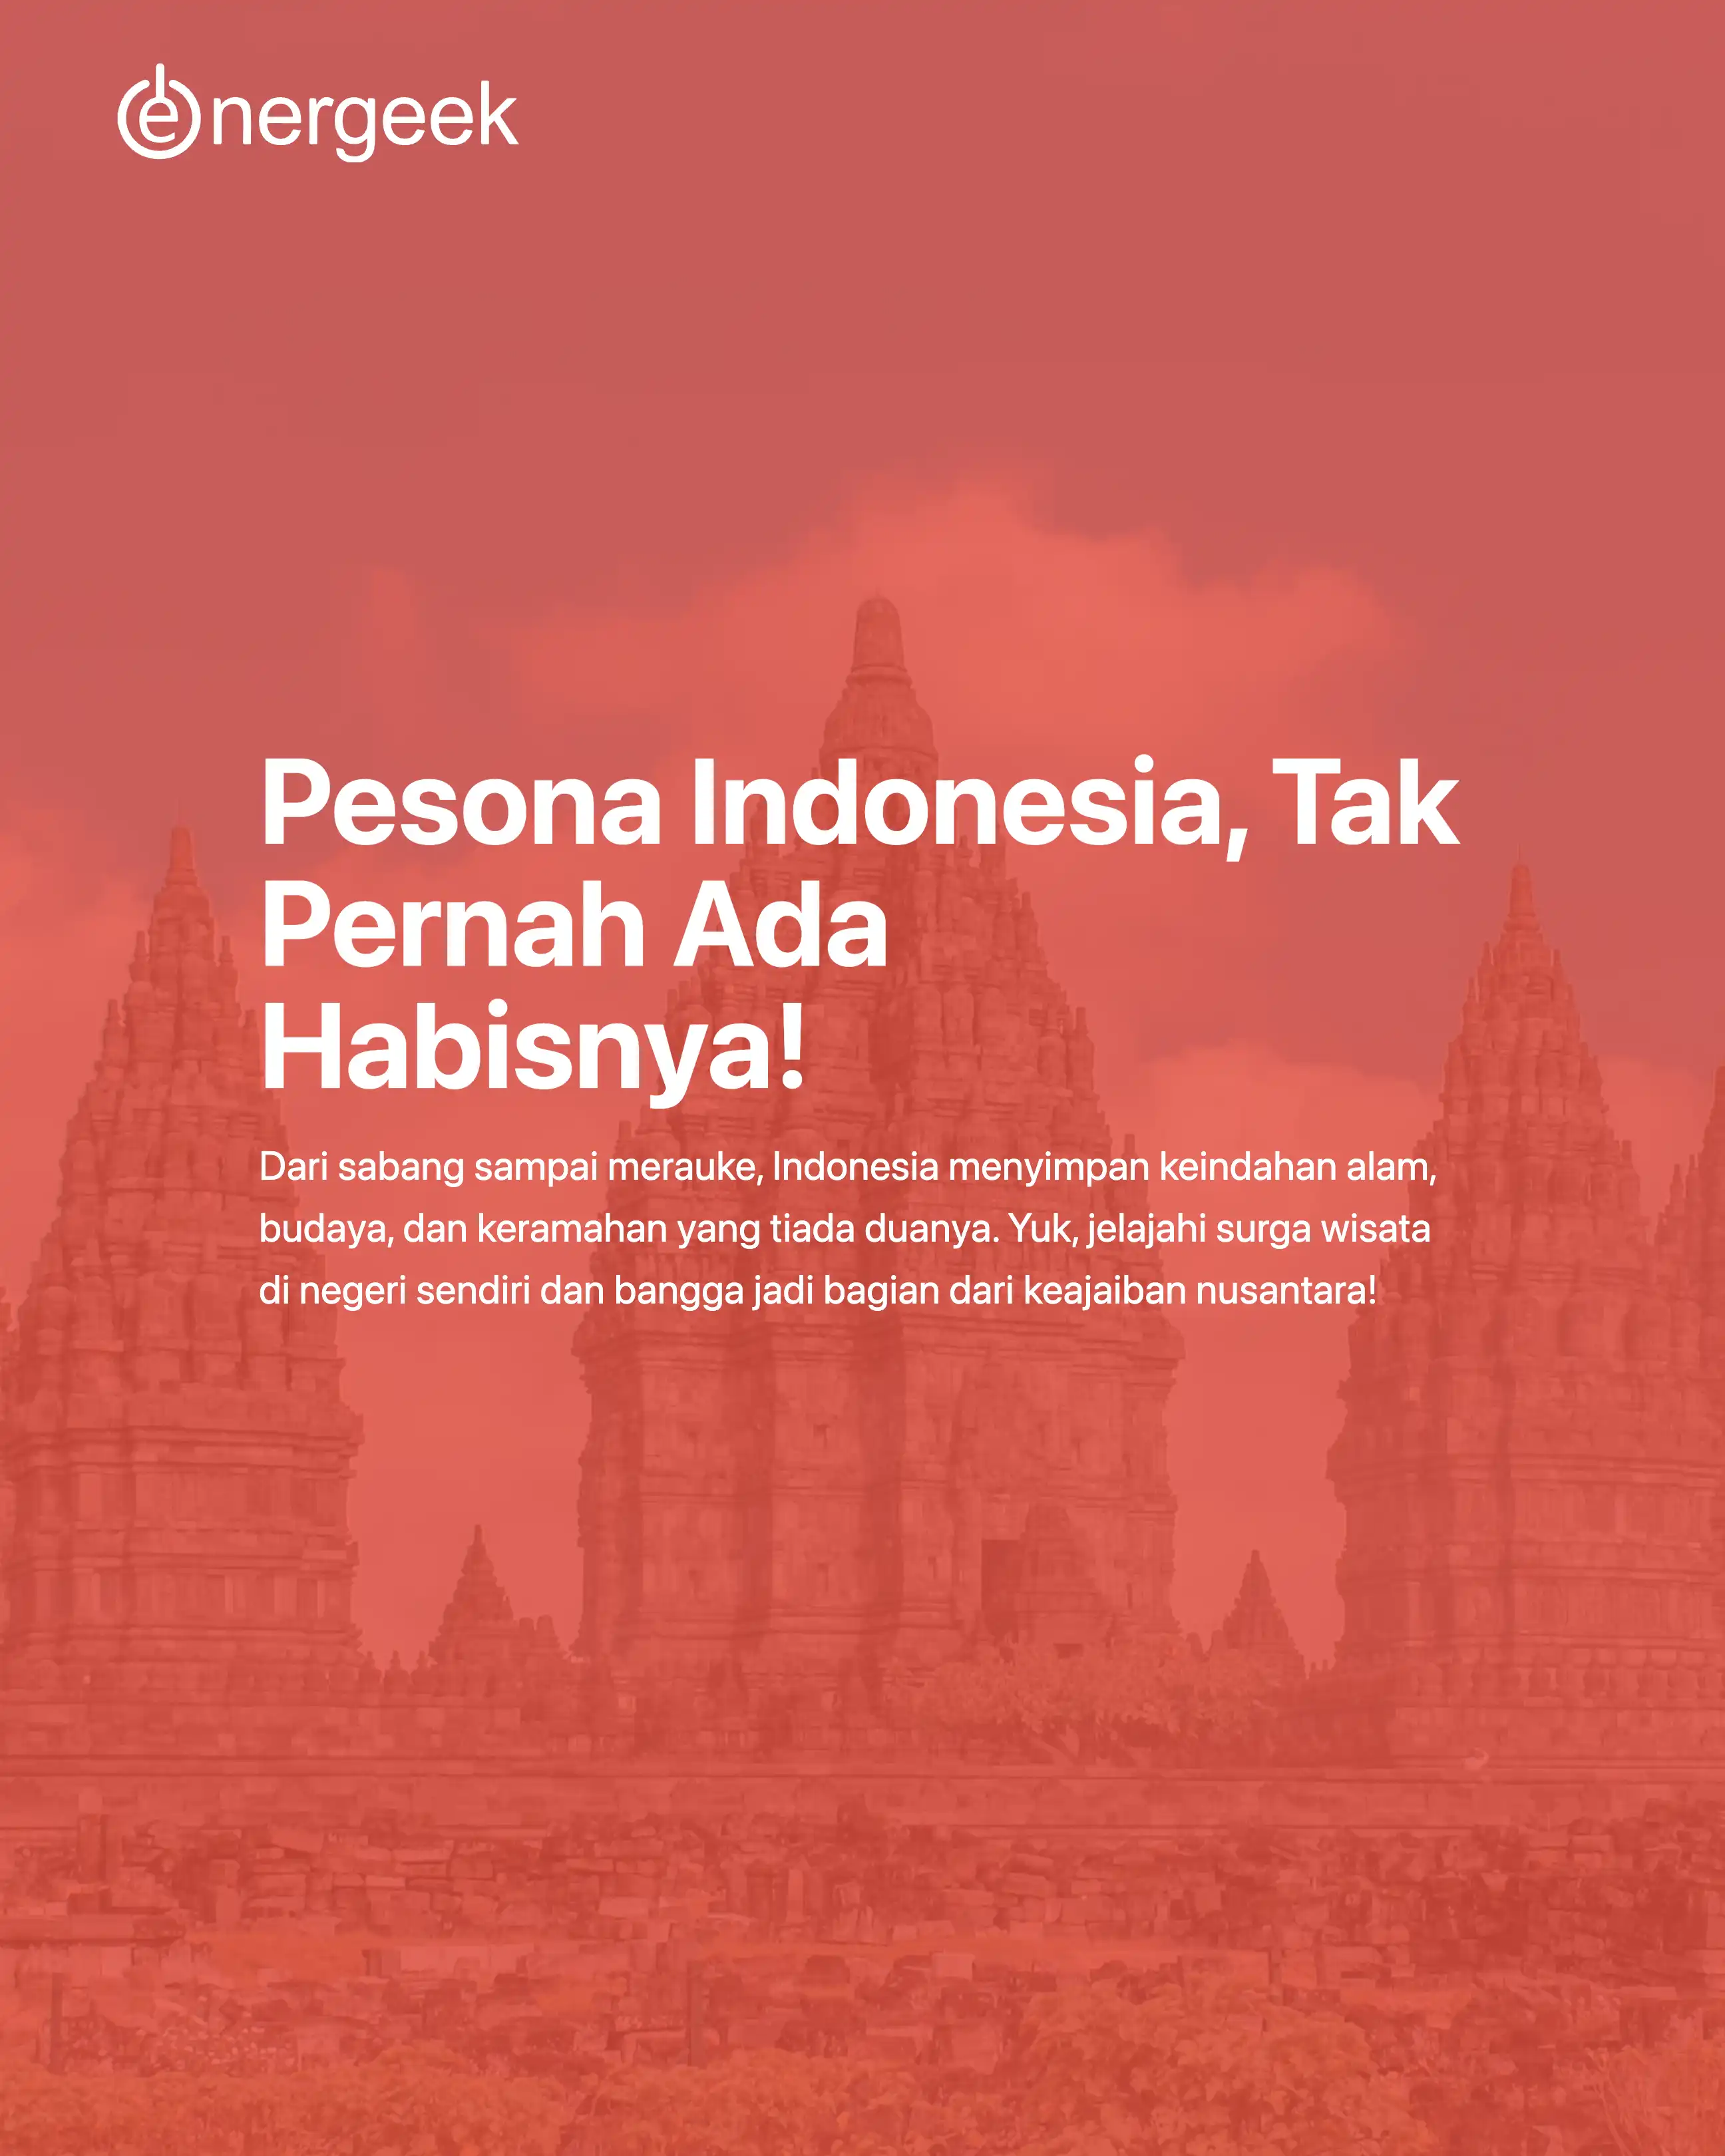 energeek
Pesona Indonesia, Tak
Pernah Ada
Habisnya!
Dari sabang sampai merauke, Indonesia menyimpan keindahan alam,
budaya, dan keramahan yang tiada duanya. Yuk, jelajahi surga wisata
di negeri sendiri dan bangga jadi bagian dari keajaiban nusantara!